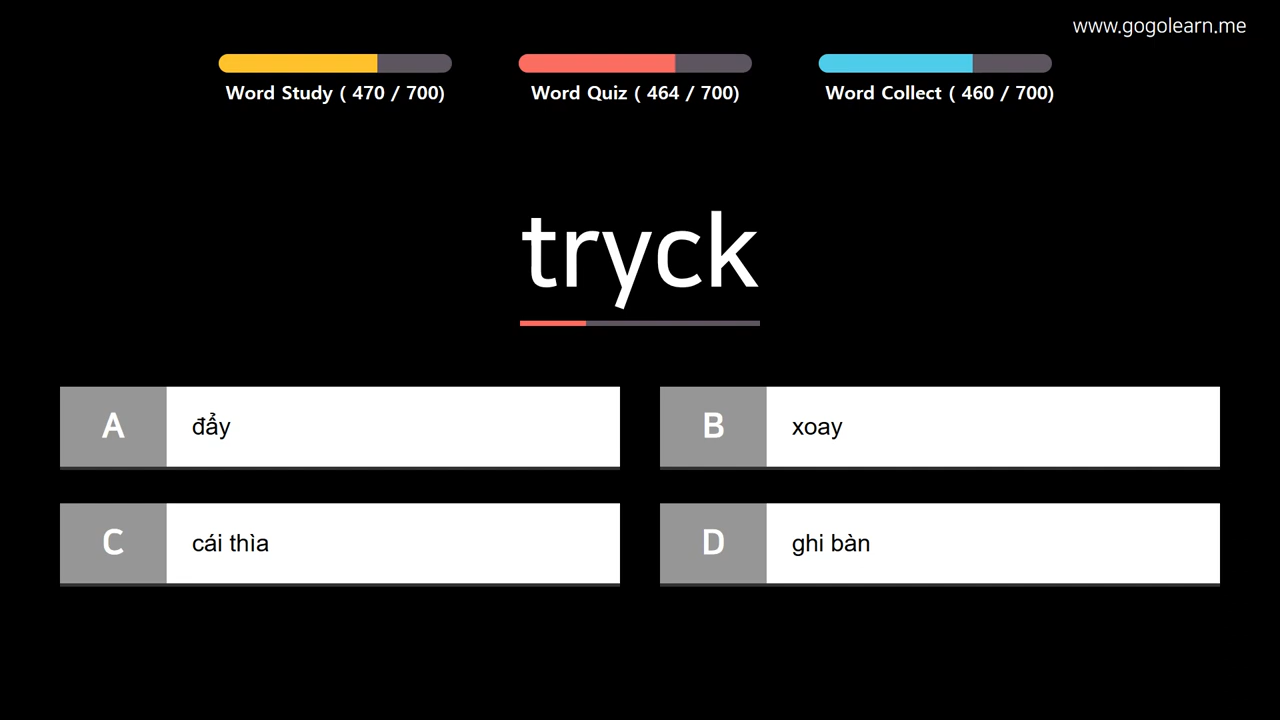 www.gogolearn.me
Word Study ( 470 / 700)
Word Quiz ( 464 / 700)
Word Collect ( 460 / 700)
tryck
A đẩy
B xoay
C cái thìa
D ghi bàn